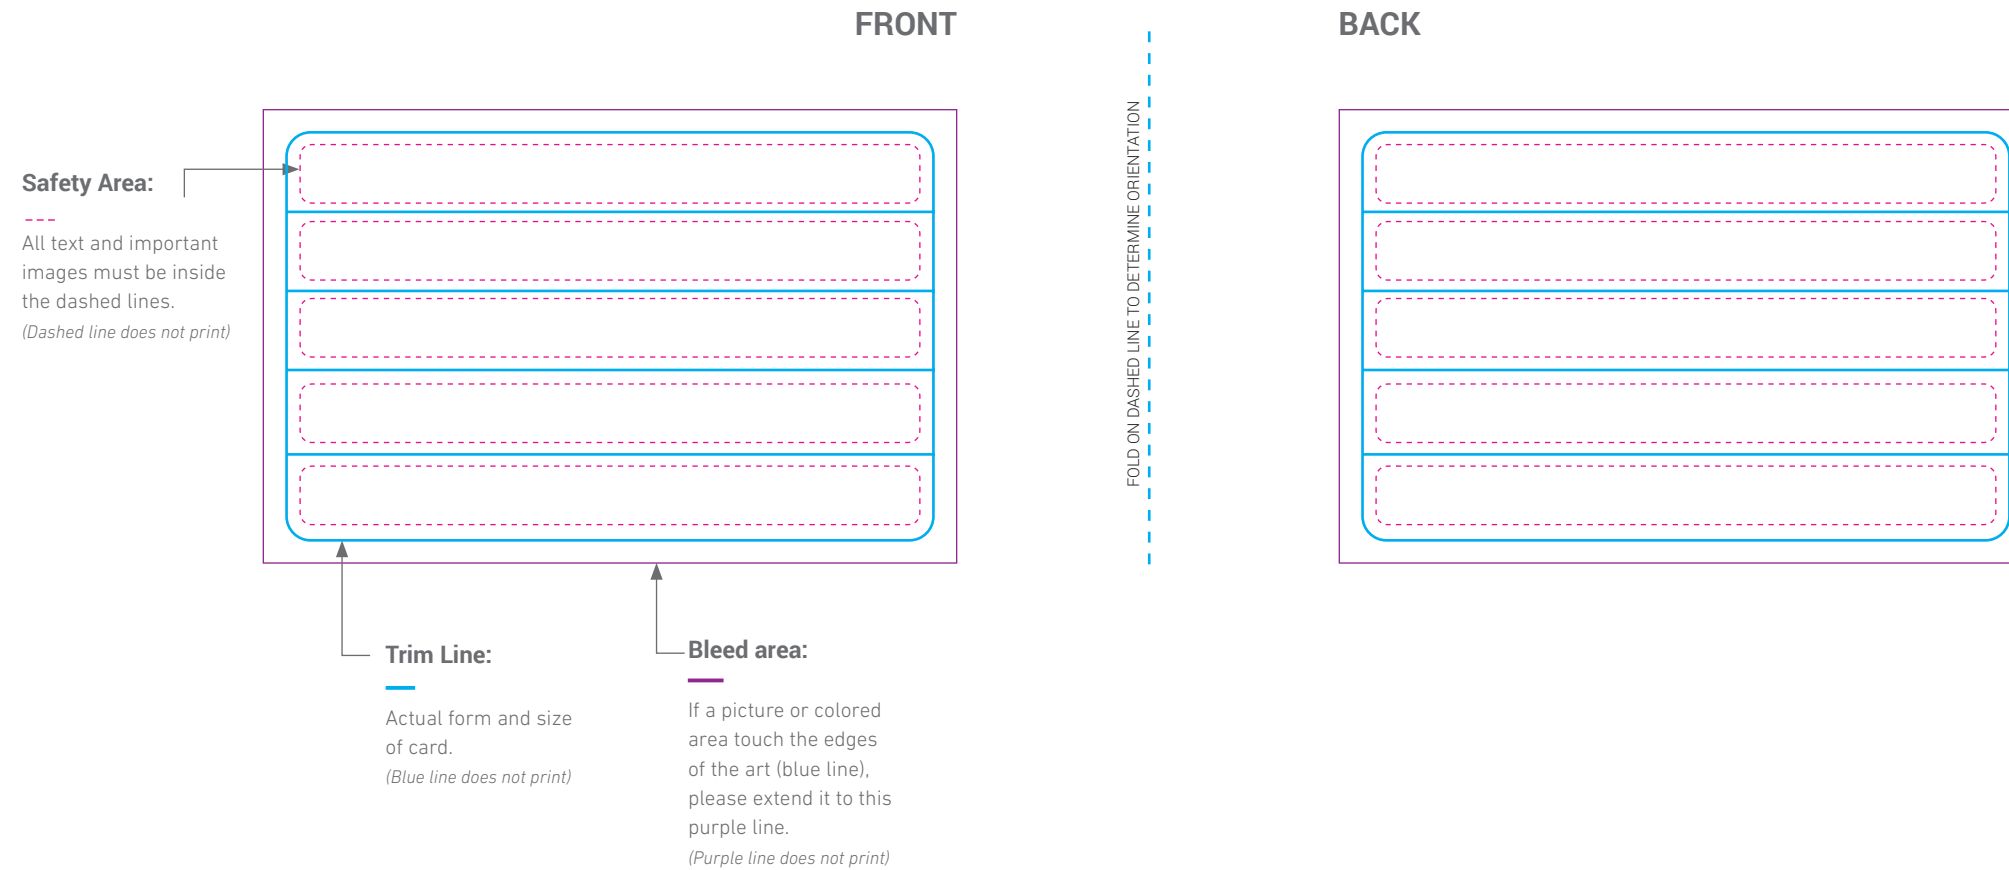 FRONT
BACK
FOLD ON DASHED LINE TO DETERMINE ORIENTATION
Safety Area:
All text and important
images must be inside
the dashed lines.
(Dashed line does not print)
Trim Line:
Actual form and size
of card.
(Blue line does not print)
Bleed area:
If a picture or colored
area touch the edges
of the art (blue line),
please extend it to this
purple line.
(Purple line does not print)